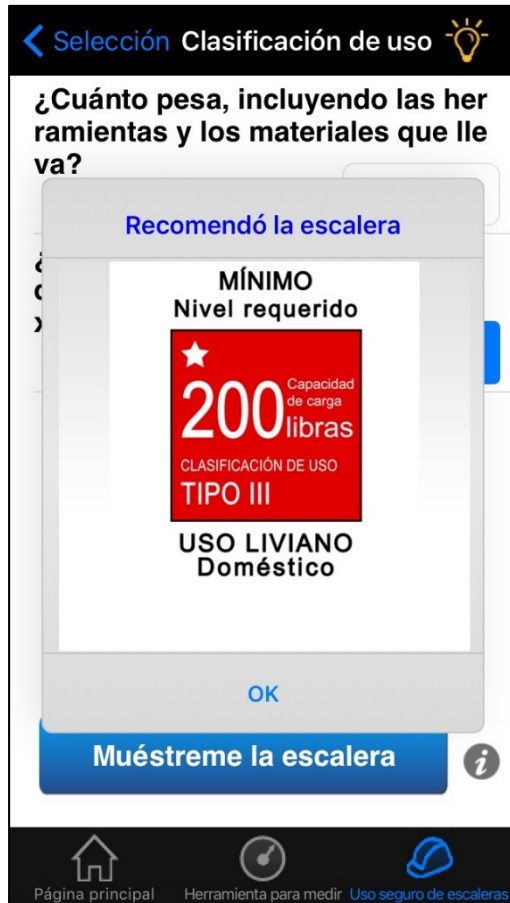 Selección Clasificación de uso
¿Cuánto pesa, incluyendo las her
ramientas y los materiales que lle
va?
Recomendó la escalera
MÍNIMO
Nivel requerido
200 Capacidad de carga libras
CLASIFICACIÓN DE USO
TIPO III
USO LIVIANO
Doméstico
OK
Muéstreme la escalera
Página principal Herramienta para medir Uso seguro de escaleras